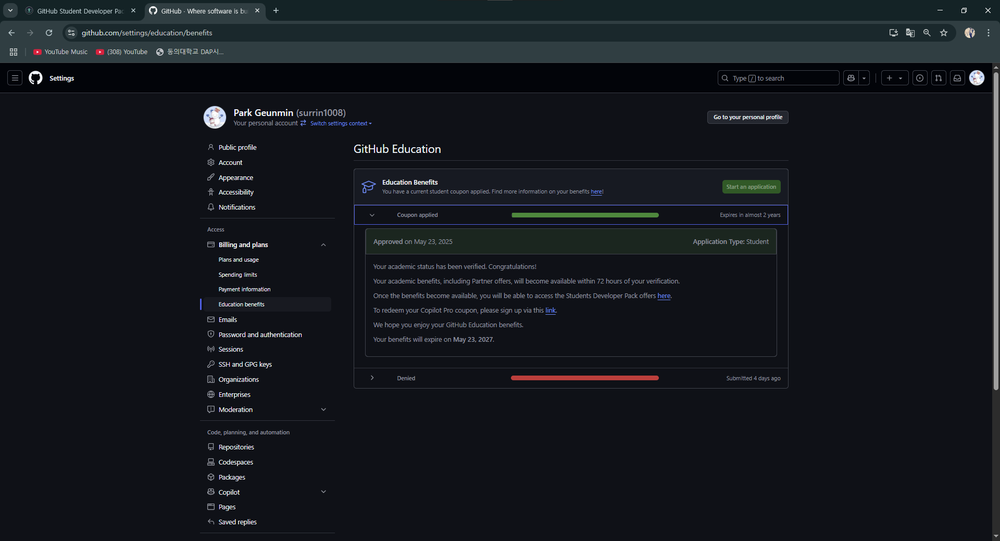 GitHub Student Developer Pac
GitHub · Where software is bu
github.com/settings/education/benefits
YouTube Music
(308) YouTube
동의대학교 DAP시...
Settings
Type / to search
Park Geunmin (surrin1008)
Your personal account
Switch settings context
Go to your personal profile
Public profile
Account
Appearance
Accessibility
Notifications
Access
Billing and plans
Plans and usage
Spending limits
Payment information
Education benefits
Emails
Password and authentication
Sessions
SSH and GPG keys
Organizations
Enterprises
Moderation
Code, planning, and automation
Repositories
Codespaces
Packages
Copilot
Pages
Saved replies
GitHub Education
Education Benefits
You have a current student coupon applied. Find more information on your benefits here!
Start an application
Coupon applied
Expires in almost 2 years
Approved on May 23, 2025
Application Type: Student
Your academic status has been verified. Congratulations!
Your academic benefits, including Partner offers, will become available within 72 hours of your verification.
Once the benefits become available, you will be able to access the Students Developer Pack offers here.
To redeem your Copilot Pro coupon, please sign up via this link.
We hope you enjoy your GitHub Education benefits.
Your benefits will expire on May 23, 2027.
Denied
Submitted 4 days ago